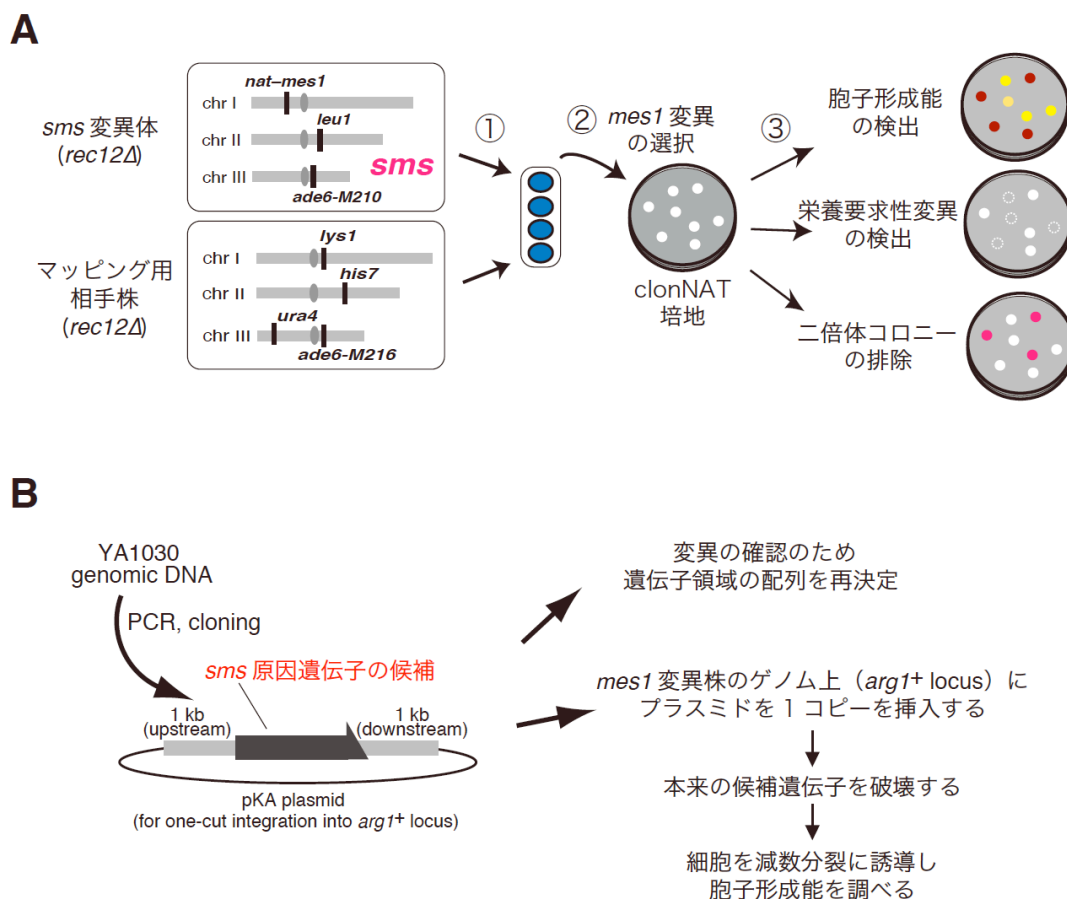 A
sms 変異体
(rec12Δ)
nat–mes1
chr I
leu1
chr II
sms
chr III
ade6-M210
マッピング用
相手株
(rec12Δ)
lys1
chr I
his7
chr II
ura4
chr III
ade6-M216
①
②
mes1 変異
の選択
clonNAT
培地
③
胞子形成能
の検出
栄養要求性変異
の検出
二倍体コロニー
の排除
B
YA1030
genomic DNA
PCR, cloning
sms 原因遺伝子の候補
1 kb
(upstream)
1 kb
(downstream)
pKA plasmid
(for one-cut integration into arg1+ locus)
変異の確認のため
遺伝子領域の配列を再決定
mes1 変異株のゲノム上（arg1+ locus）に
プラスミドを 1 コピーを挿入する
本来の候補遺伝子を破壊する
細胞を減数分裂に誘導し
胞子形成能を調べる